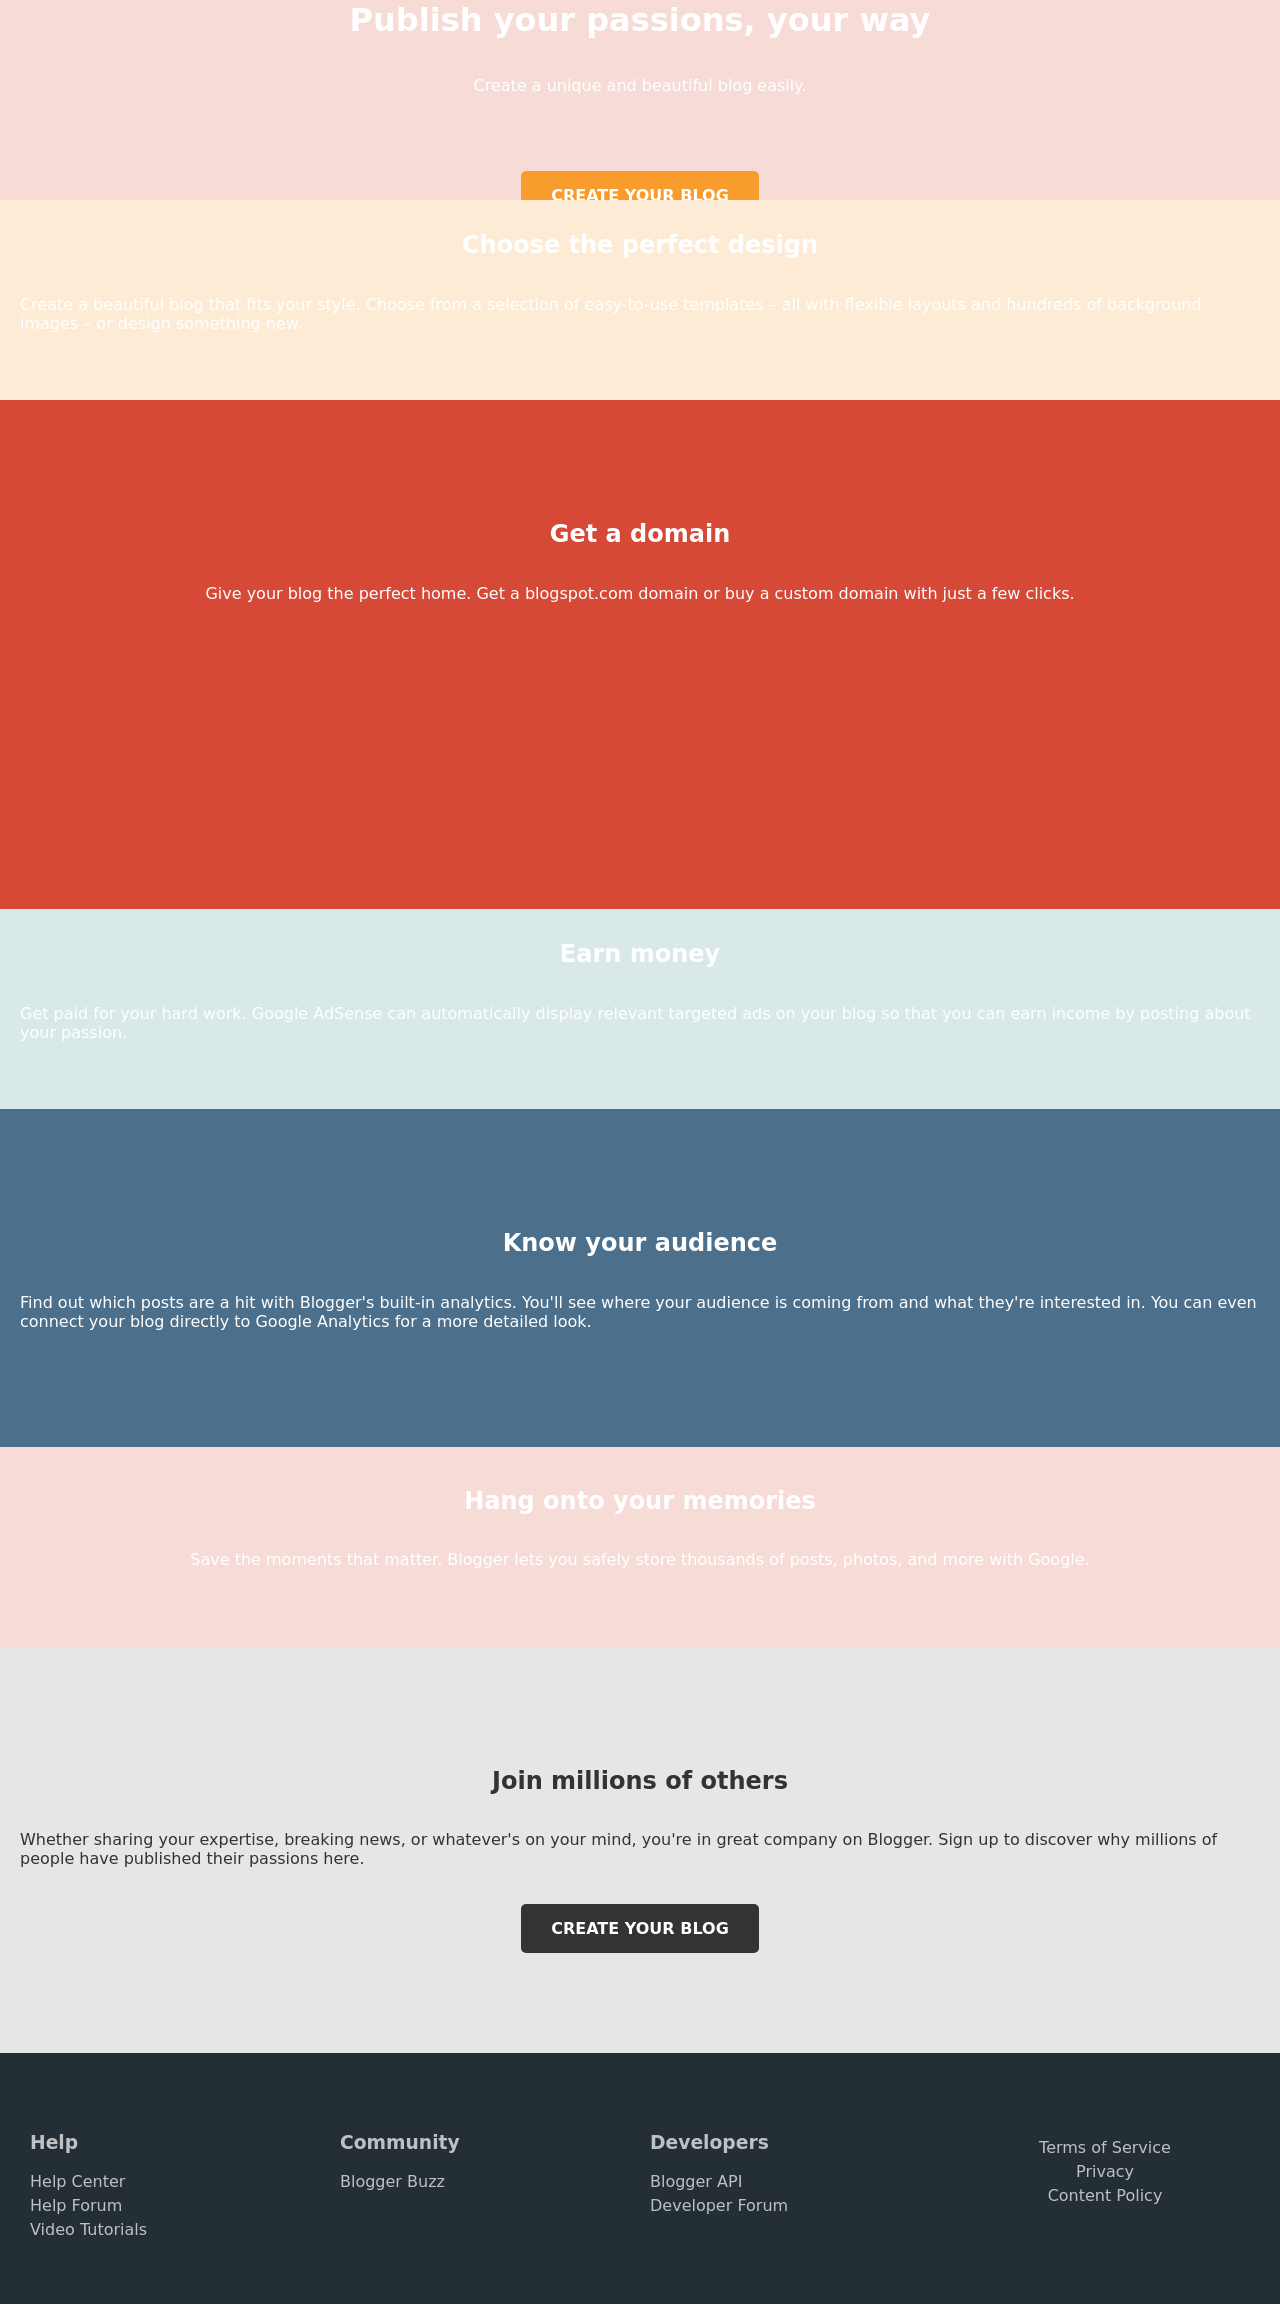 Publish your passions, your way
Create a unique and beautiful blog easily.
CREATE YOUR BLOG
Choose the perfect design
Create a beautiful blog that fits your style. Choose from a selection of easy-to-use templates – all with flexible layouts and hundreds of background
images – or design something new.
Get a domain
Give your blog the perfect home. Get a blogspot.com domain or buy a custom domain with just a few clicks.
Earn money
Get paid for your hard work. Google AdSense can automatically display relevant targeted ads on your blog so that you can earn income by posting about
your passion.
Know your audience
Find out which posts are a hit with Blogger's built-in analytics. You'll see where your audience is coming from and what they're interested in. You can even
connect your blog directly to Google Analytics for a more detailed look.
Hang onto your memories
Save the moments that matter. Blogger lets you safely store thousands of posts, photos, and more with Google.
Join millions of others
Whether sharing your expertise, breaking news, or whatever's on your mind, you're in great company on Blogger. Sign up to discover why millions of
people have published their passions here.
CREATE YOUR BLOG
Help
Help Center
Help Forum
Video Tutorials
Community
Blogger Buzz
Developers
Blogger API
Developer Forum
Terms of Service
Privacy
Content Policy